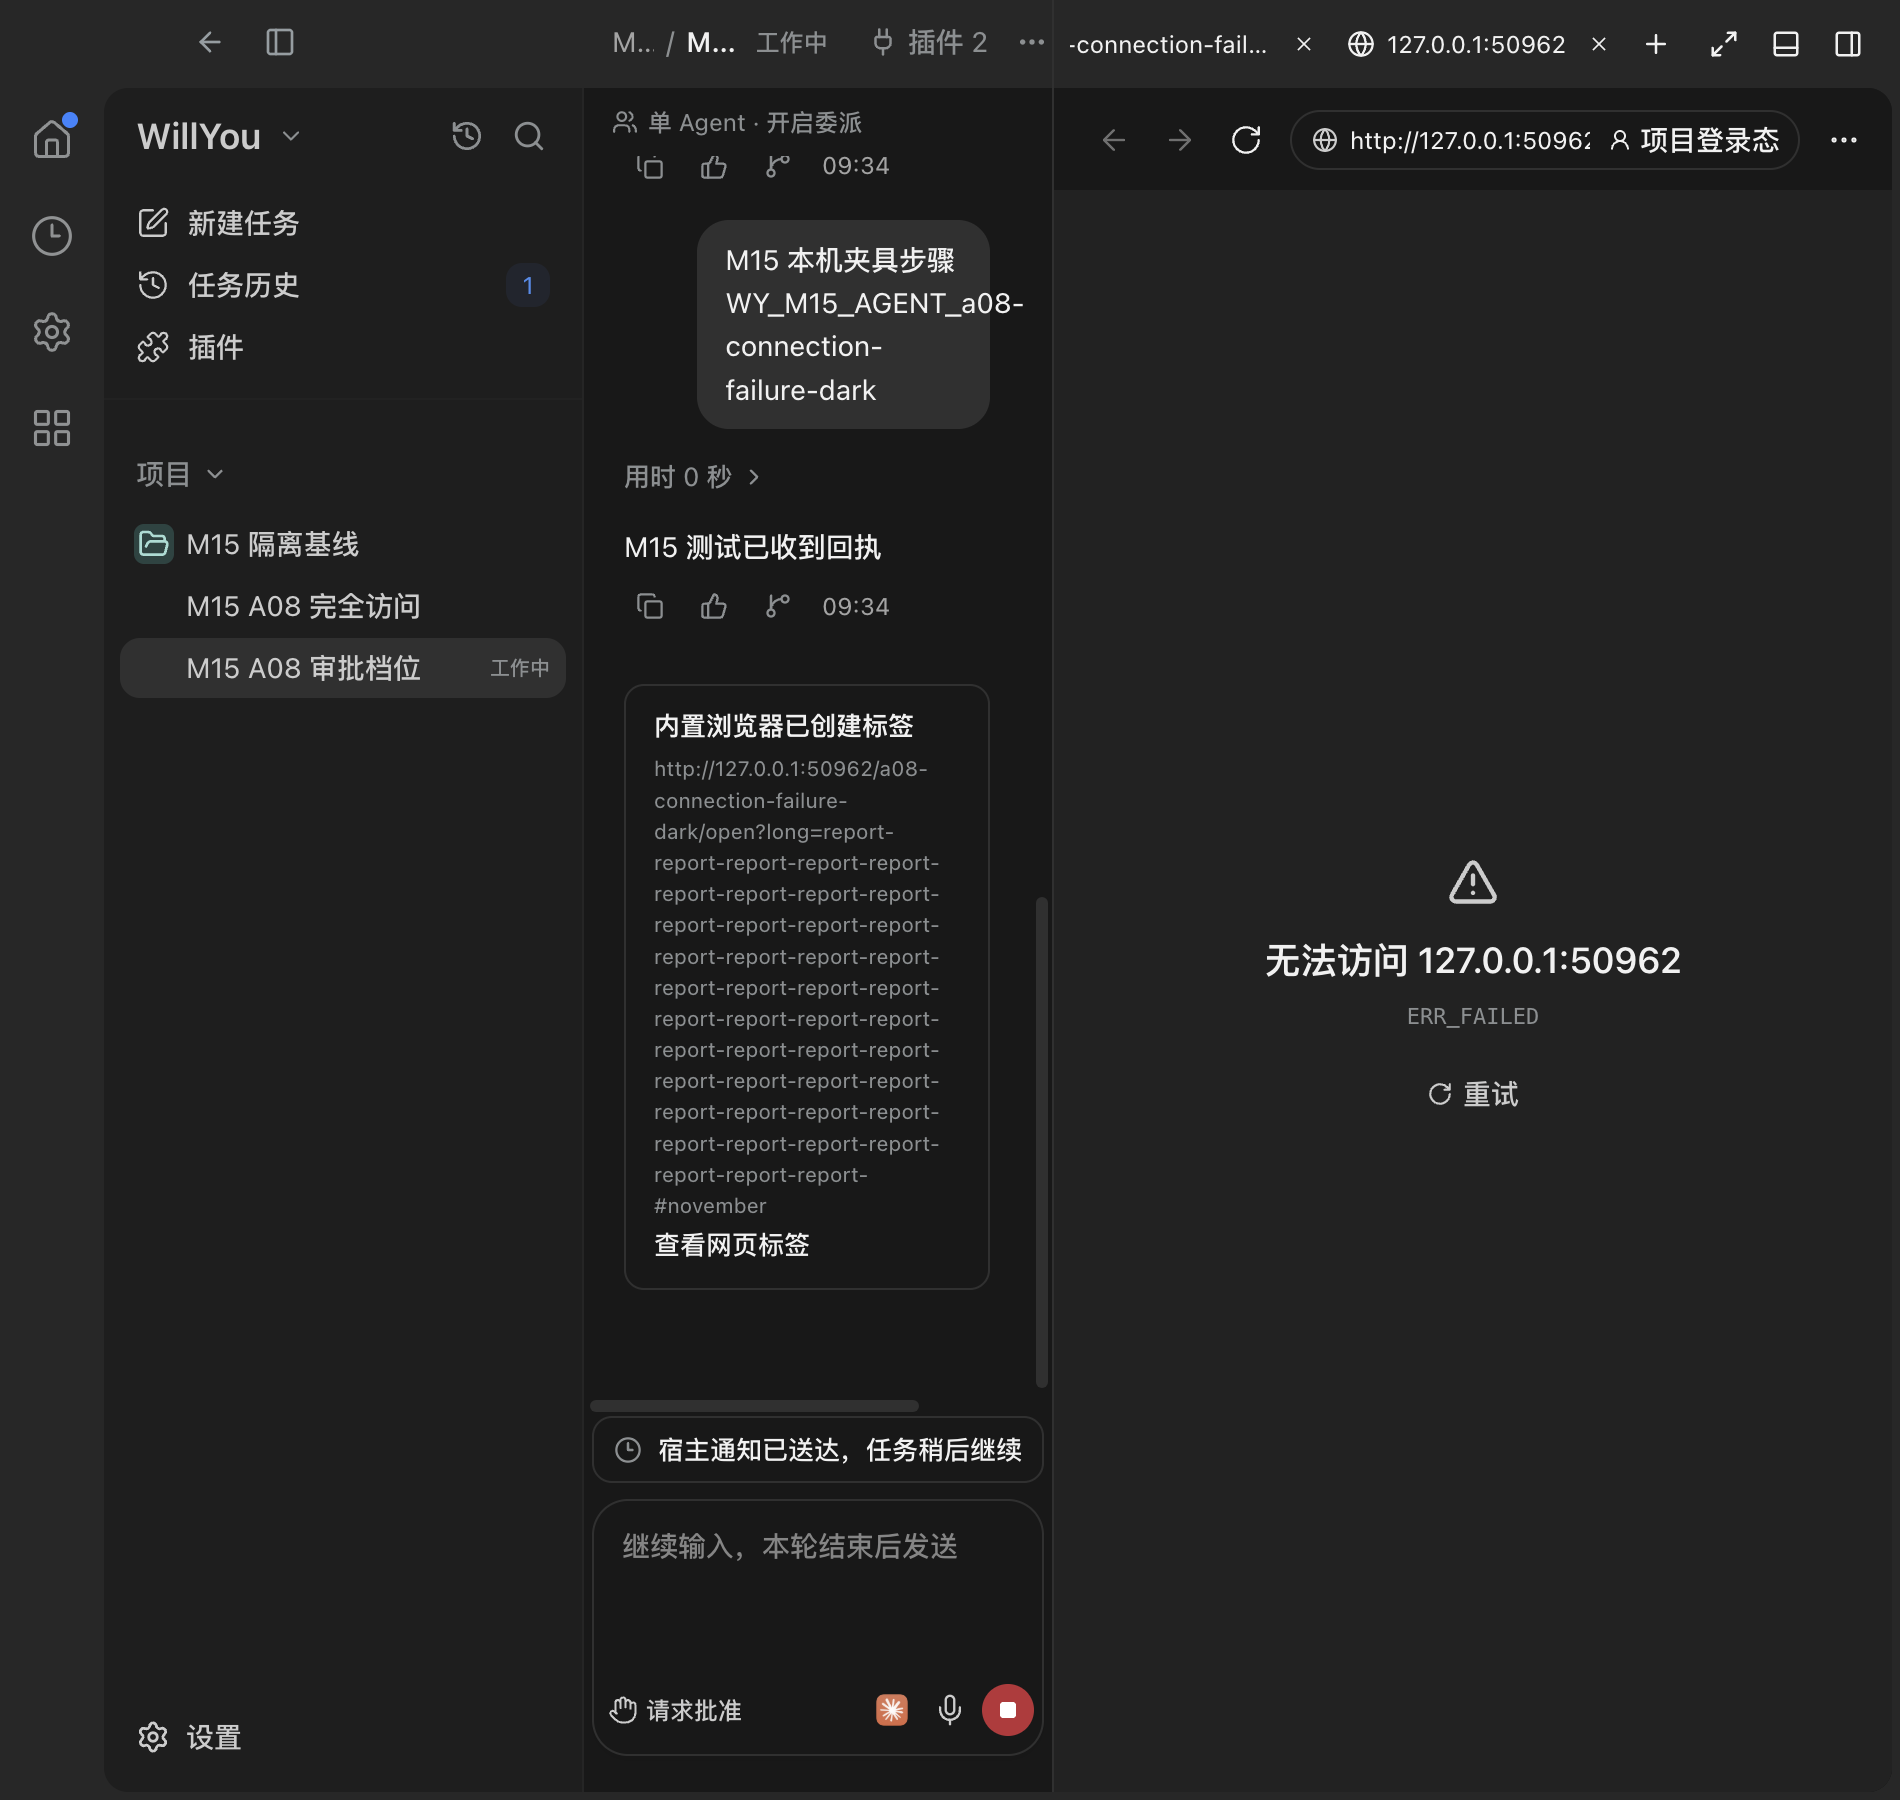 M... / M... 工作中 插件 2
-connection-fail... 127.0.0.1:50962
WillYou
新建任务
任务历史 1
插件
项目
M15 隔离基线
M15 A08 完全访问
M15 A08 审批档位 工作中
设置
单 Agent · 开启委派
09:34
M15 本机夹具步骤
WY_M15_AGENT_a08-
connection-
failure-dark
用时 0 秒
M15 测试已收到回执
09:34
内置浏览器已创建标签
http://127.0.0.1:50962/a08-
connection-failure-
dark/open?long=report-
report-report-report-report-
report-report-report-report-
report-report-report-report-
report-report-report-report-
report-report-report-report-
report-report-report-report-
report-report-report-report-
report-report-report-report-
report-report-report-report-
report-report-report-report-
report-report-report-
#november
查看网页标签
宿主通知已送达，任务稍后继续
继续输入，本轮结束后发送
请求批准
http://127.0.0.1:50962 项目登录态
无法访问 127.0.0.1:50962
ERR_FAILED
重试